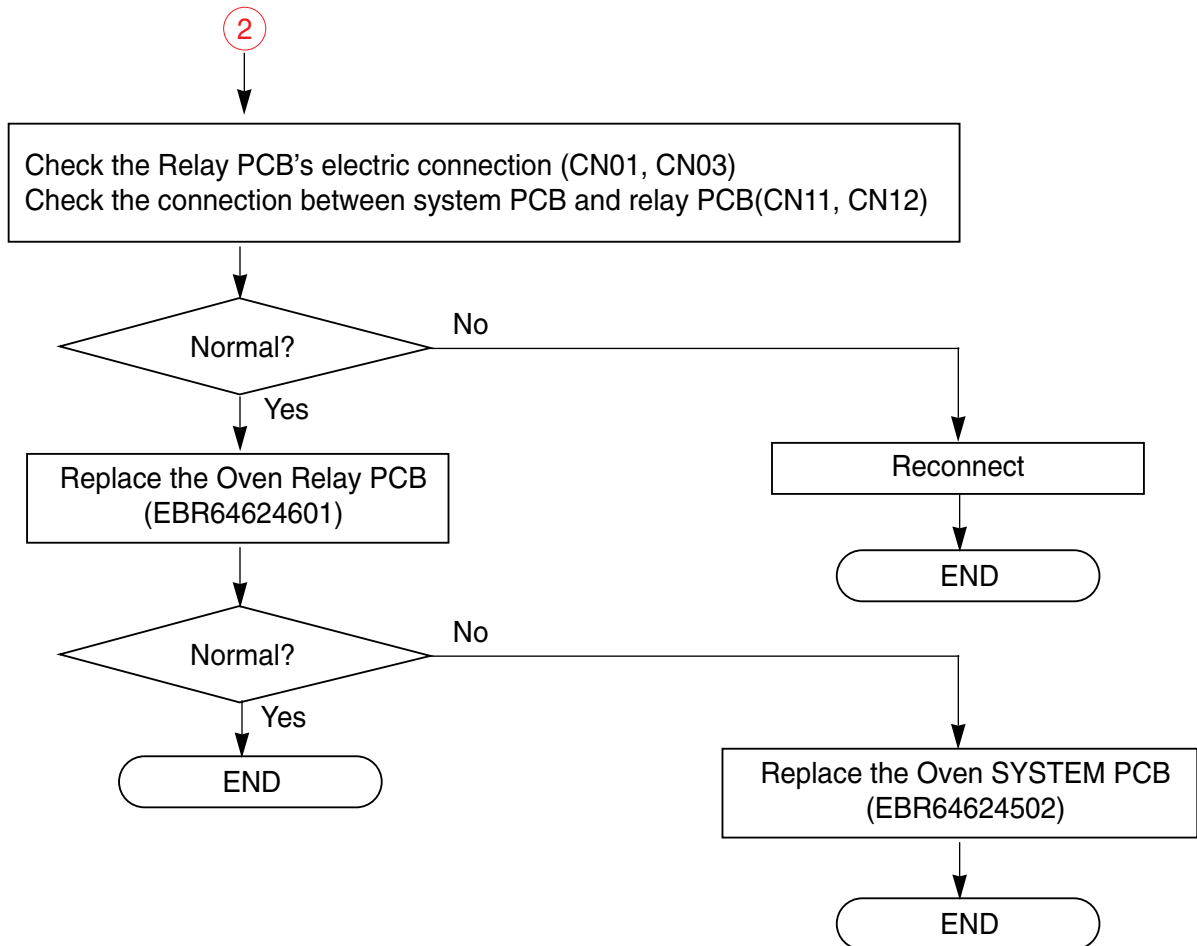 2
Check the Relay PCB’s electric connection (CN01, CN03)
Check the connection between system PCB and relay PCB(CN11, CN12)
Normal?
No
Yes
Replace the Oven Relay PCB
(EBR64624601)
Reconnect
END
Normal?
No
Yes
END
Replace the Oven SYSTEM PCB
(EBR64624502)
END